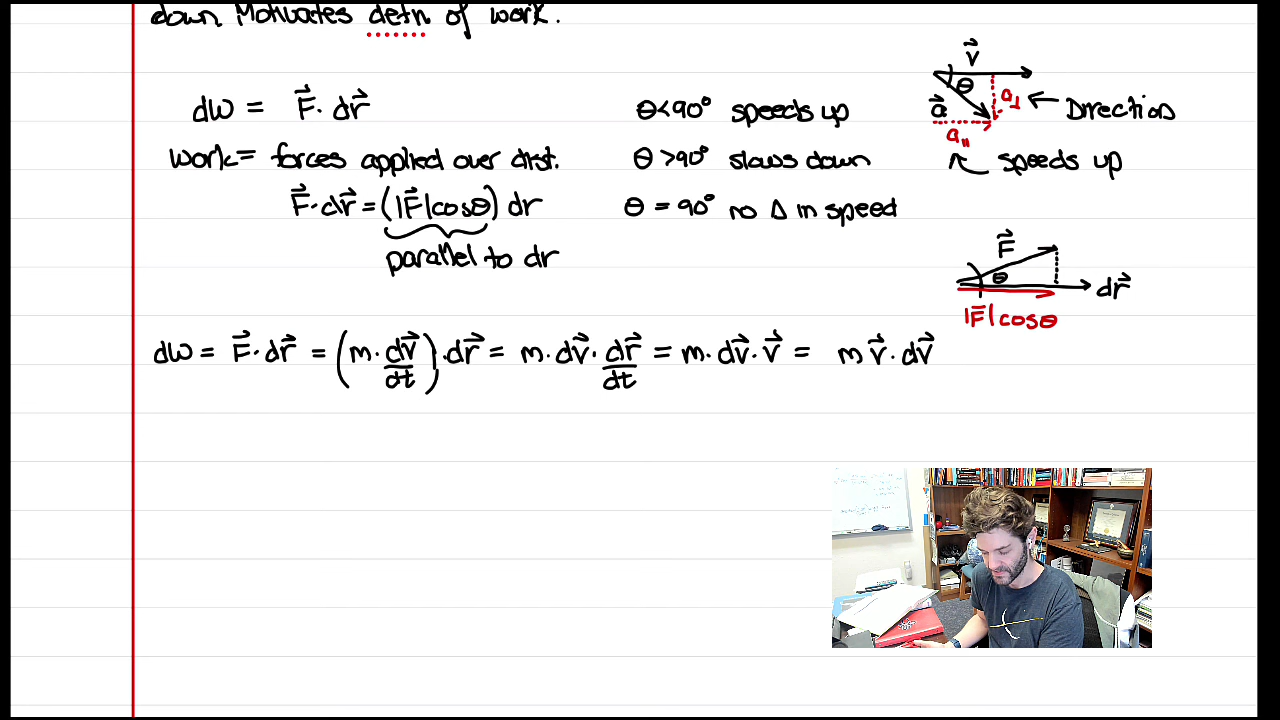 down Motivates defn of work.
dW = F⃗ · dr⃗
work = forces applied over dist.
F⃗ · dr⃗ = (|F⃗|cosθ) dr
parallel to dr
θ<90° speeds up
θ>90° slows down
θ = 90° no Δ in speed
v⃗
θ
a⃗
a⊥ ← Direction
a∥
speeds up
F⃗
θ
dr⃗
|F⃗|cosθ
dW = F⃗ · dr⃗ = (m · dv⃗/dt) · dr⃗ = m · dv⃗ · dr⃗/dt = m · dv⃗ · v⃗ = m v⃗ · dv⃗